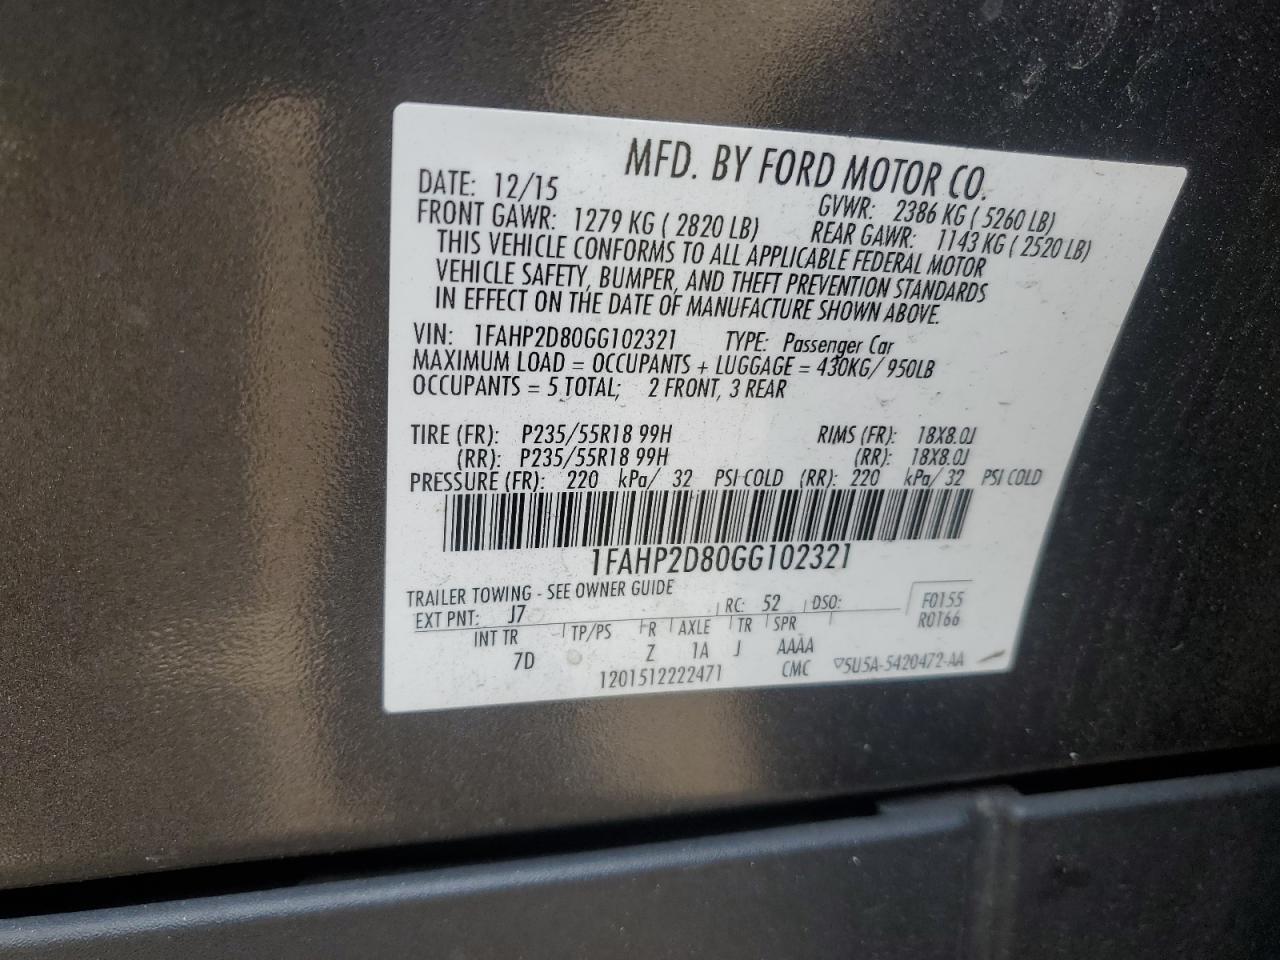 MFD. BY FORD MOTOR CO.
DATE: 12/15 GVWR: 2386 KG ( 5260 LB)
FRONT GAWR: 1279 KG ( 2820 LB) REAR GAWR: 1143 KG ( 2520 LB)
THIS VEHICLE CONFORMS TO ALL APPLICABLE FEDERAL MOTOR
VEHICLE SAFETY, BUMPER, AND THEFT PREVENTION STANDARDS
IN EFFECT ON THE DATE OF MANUFACTURE SHOWN ABOVE.
VIN: 1FAHP2D80GG102321 TYPE: Passenger Car
MAXIMUM LOAD = OCCUPANTS + LUGGAGE = 430KG/ 950LB
OCCUPANTS = 5 TOTAL; 2 FRONT, 3 REAR
TIRE (FR): P235/55R18 99H RIMS (FR): 18X8.0J
(RR): P235/55R18 99H (RR): 18X8.0J
PRESSURE (FR): 220 kPa/ 32 PSI COLD (RR): 220 kPa/ 32 PSI COLD
1FAHP2D80GG102321
TRAILER TOWING - SEE OWNER GUIDE
EXT PNT: J7 RC: 52 DSO: F0155
R0166
INT TR TP/PS R AXLE TR SPR
7D Z 1A J AAAA
1201512222471 CMC 5U5A-5420472-AA